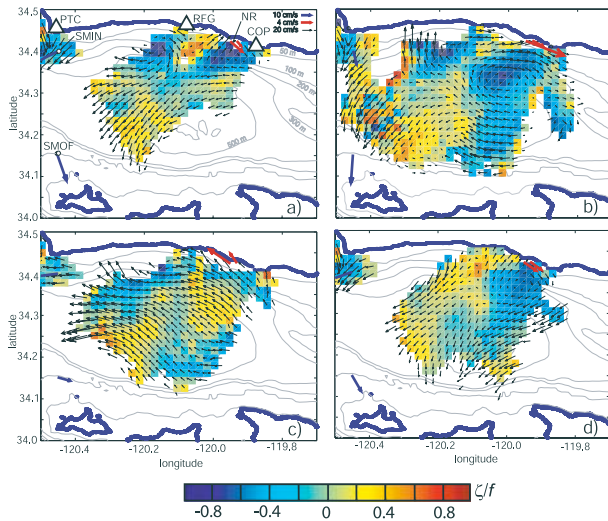 PTC
SMIN
RFG
NR
COP
10 cm/s
4 cm/s
20 cm/s
50 m
100 m
200 m
300 m
500 m
SMOF
a)
b)
34.5
34.4
34.3
34.2
34.1
34.0
latitude
34.5
34.4
34.3
34.2
34.1
34.0
latitude
c)
d)
-120.4
-120.2
-120.0
-119.8
longitude
-120.4
-120.2
-120.0
-119.8
longitude
ζ/f
-0.8
-0.4
0
0.4
0.8